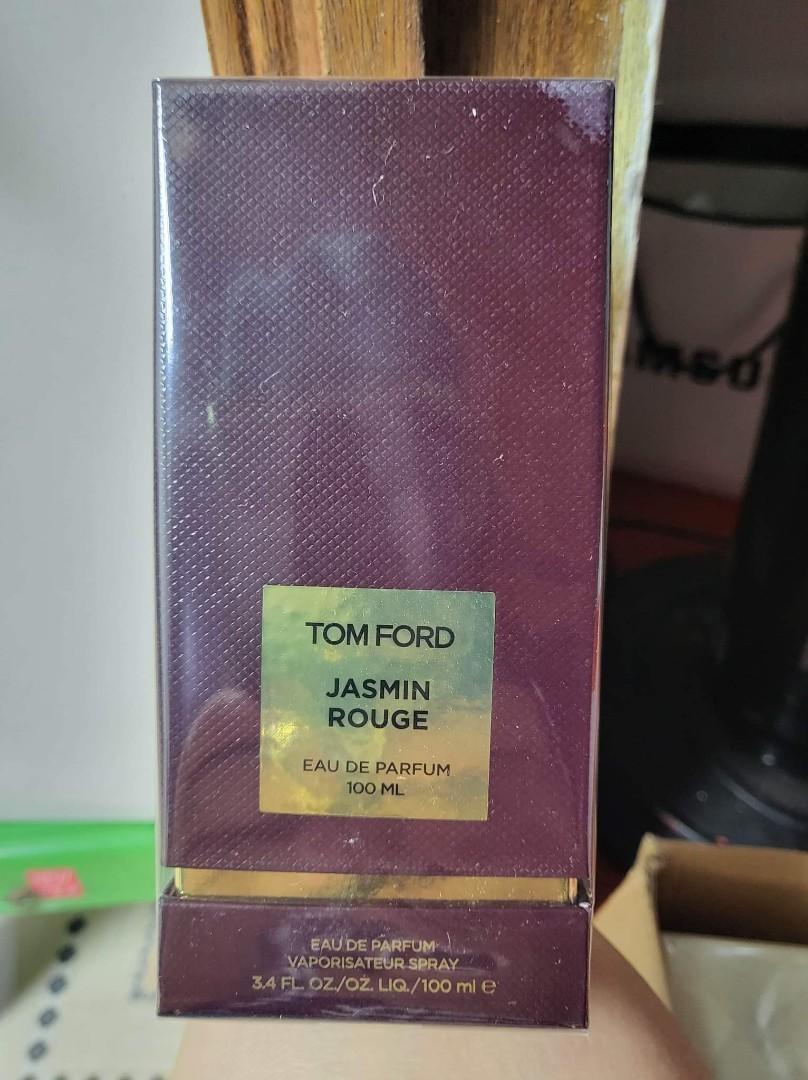 TOM FORD
JASMIN
ROUGE
EAU DE PARFUM
100 ML
EAU DE PARFUM
VAPORISATEUR SPRAY
3.4 FL. OZ./OZ. LIQ./100 ml ℮